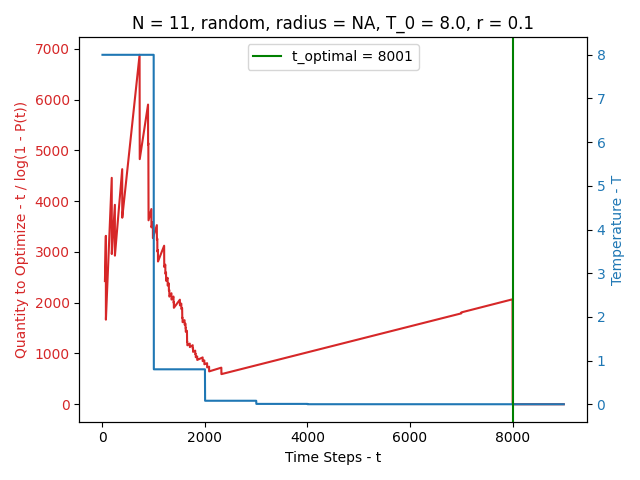 N = 11, random, radius = NA, T_0 = 8.0, r = 0.1
t_optimal = 8001
Quantity to Optimize - t / log(1 - P(t))
7000
6000
5000
4000
3000
2000
1000
0
8
7
6
5
4
3
2
1
0
Temperature - T
0 2000 4000 6000 8000
Time Steps - t